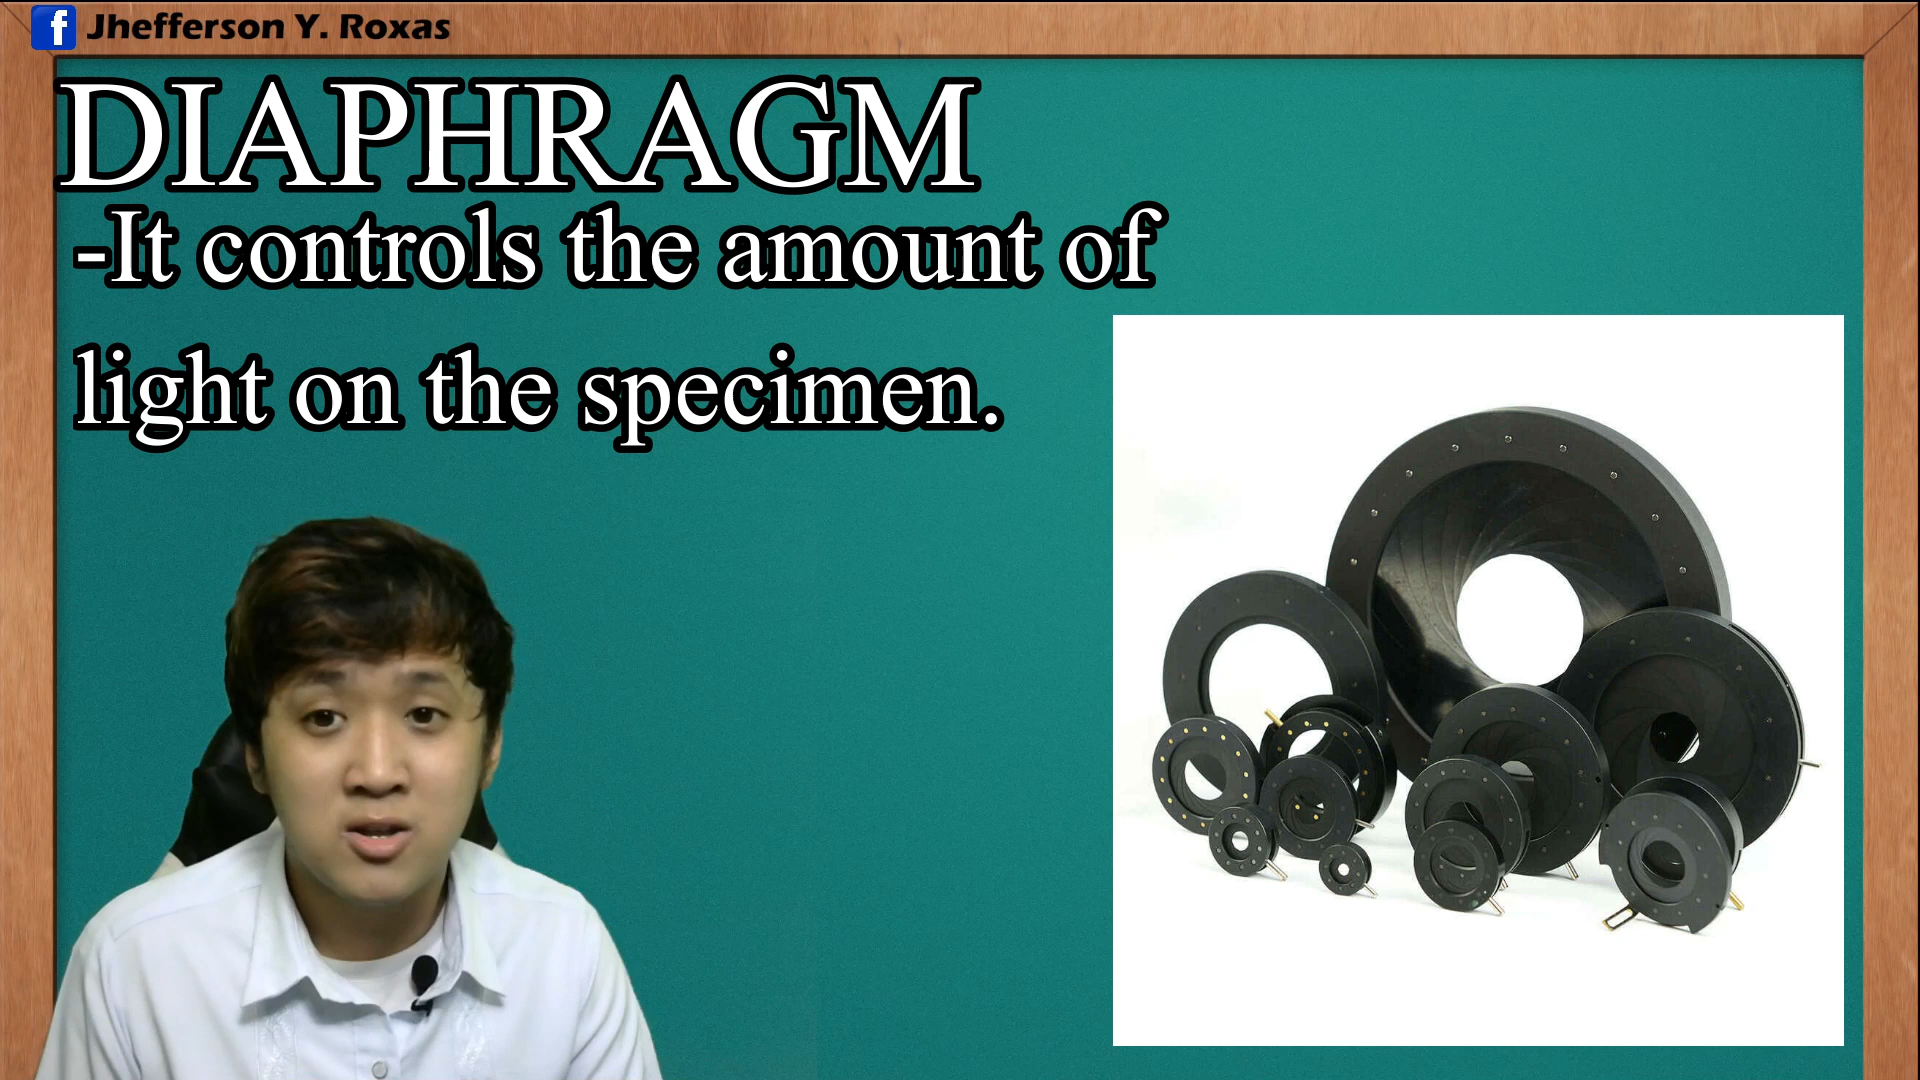 f Jhefferson Y. Roxas
DIAPHRAGM
-It controls the amount of
light on the specimen.